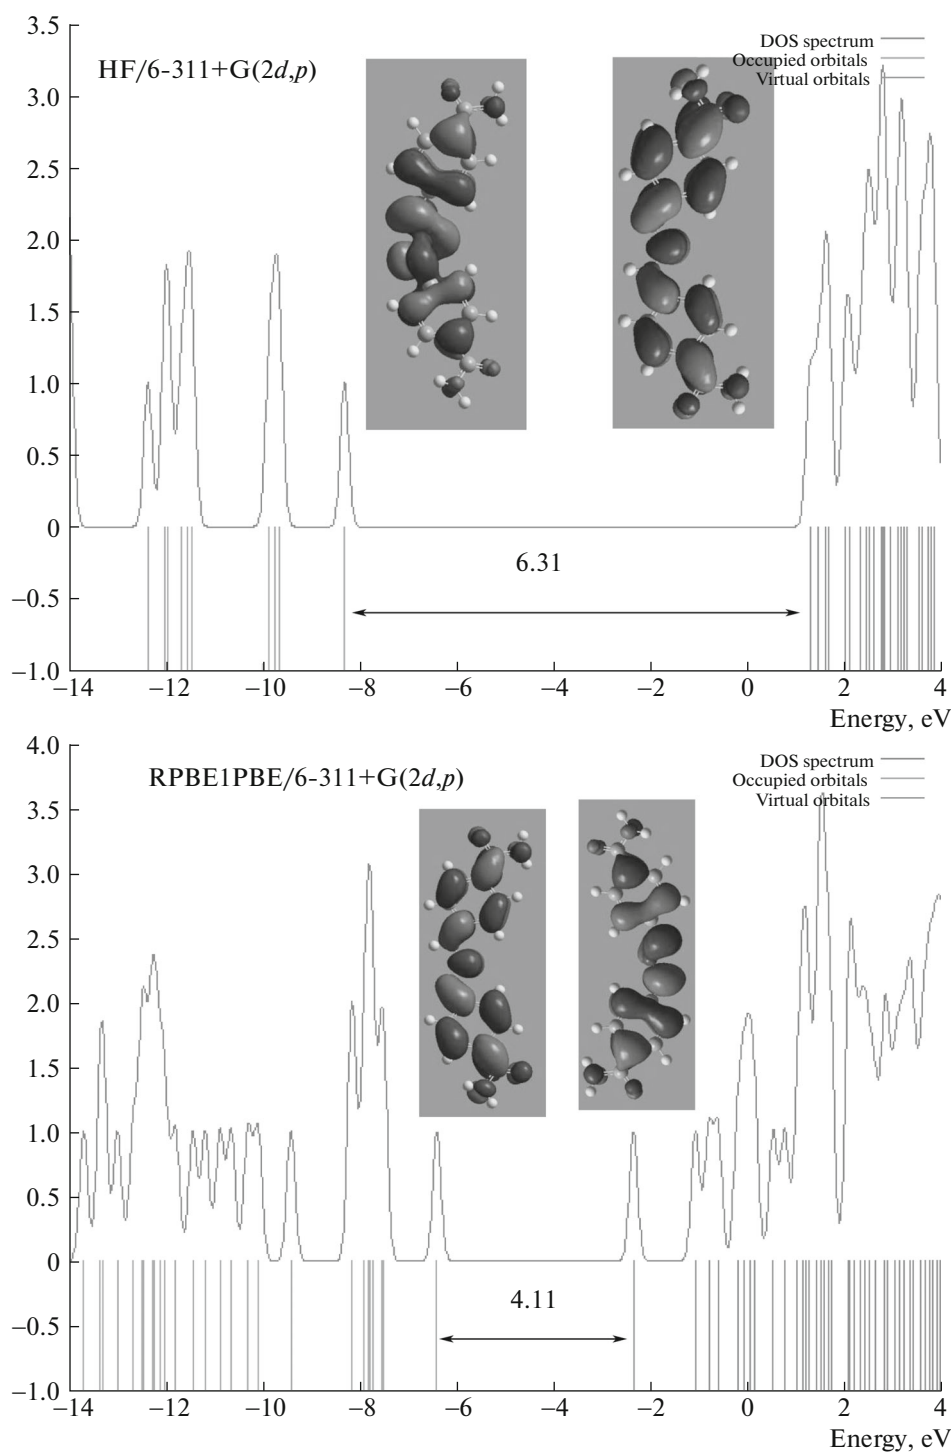 3.5
HF/6-311+G(2d,p)
DOS spectrum
Occupied orbitals
Virtual orbitals
3.0
2.5
2.0
1.5
1.0
0.5
0
6.31
−0.5
−1.0
−14 −12 −10 −8 −6 −4 −2 0 2 4
Energy, eV
4.0
RPBE1PBE/6-311+G(2d,p)
DOS spectrum
Occupied orbitals
Virtual orbitals
3.5
3.0
2.5
2.0
1.5
1.0
0.5
0
4.11
−0.5
−1.0
−14 −12 −10 −8 −6 −4 −2 0 2 4
Energy, eV